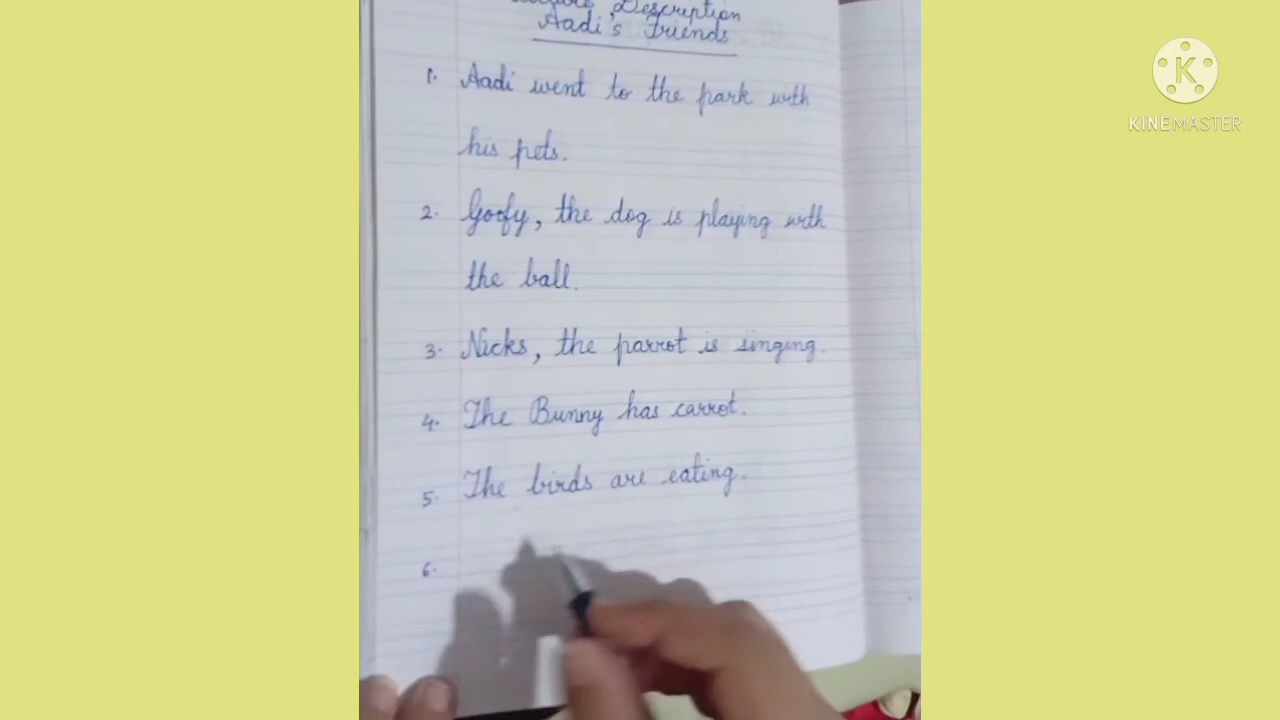 Description
Aadi's Friends
1. Aadi went to the park with
his pets.
2. Goofy, the dog is playing with
the ball.
3. Nicks, the parrot is singing.
4. The Bunny has carrot.
5. The birds are eating.
6.
K
KINEMASTER